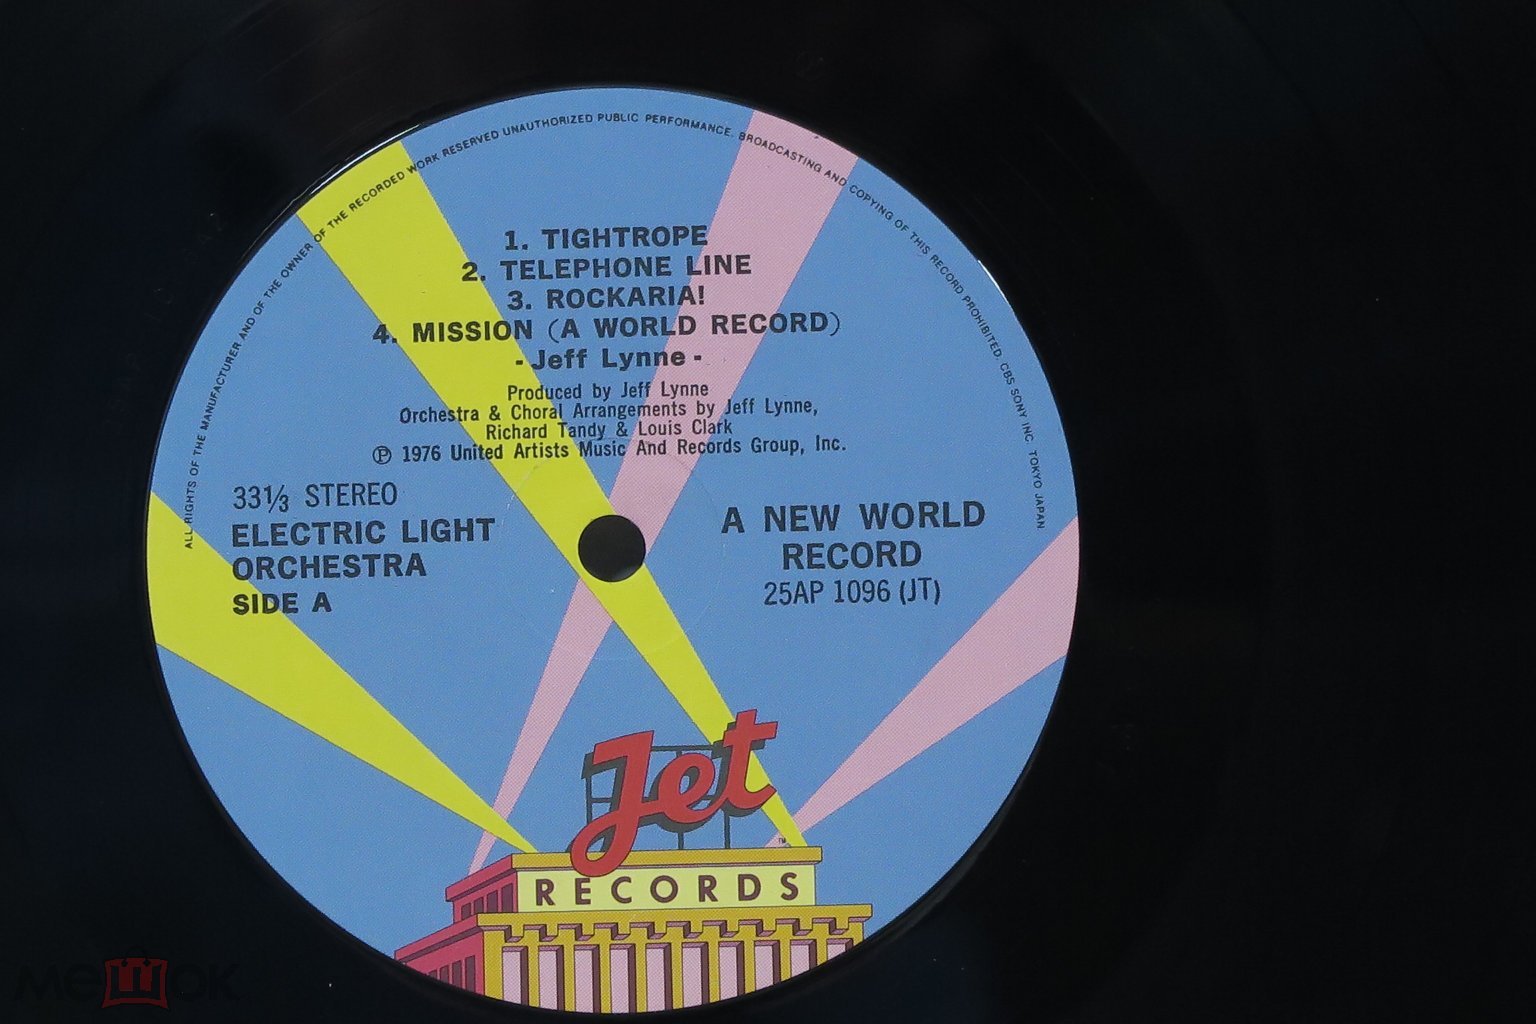 ALL RIGHTS OF THE MANUFACTURER AND OF THE OWNER OF THE RECORDED WORK RESERVED UNAUTHORIZED PUBLIC PERFORMANCE. BROADCASTING AND COPYING OF THIS RECORD PROHIBITED. CBS SONY INC. TOKYO JAPAN
1. TIGHTROPE
2. TELEPHONE LINE
3. ROCKARIA!
4. MISSION (A WORLD RECORD)
- Jeff Lynne -
Produced by Jeff Lynne
Orchestra & Choral Arrangements by Jeff Lynne,
Richard Tandy & Louis Clark
Ⓟ 1976 United Artists Music And Records Group, Inc.
33⅓ STEREO
ELECTRIC LIGHT
ORCHESTRA
SIDE A
A NEW WORLD
RECORD
25AP 1096 (JT)
Jet
TM
RECORDS
мешок